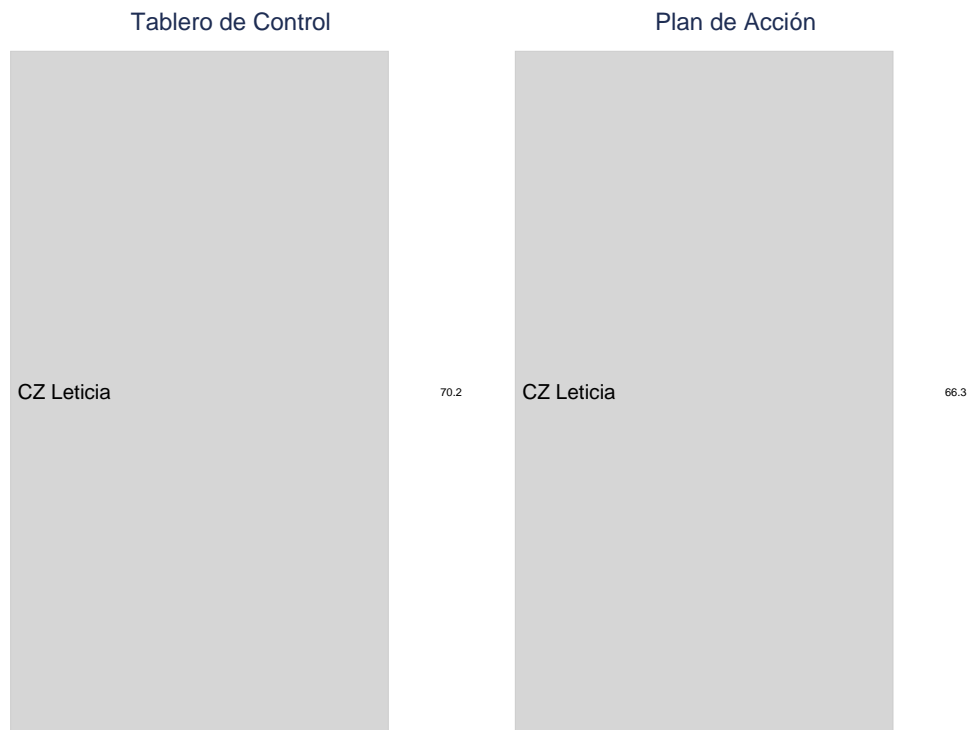 Tablero de Control
CZ Leticia
70.2
Plan de Acción
CZ Leticia
66.3